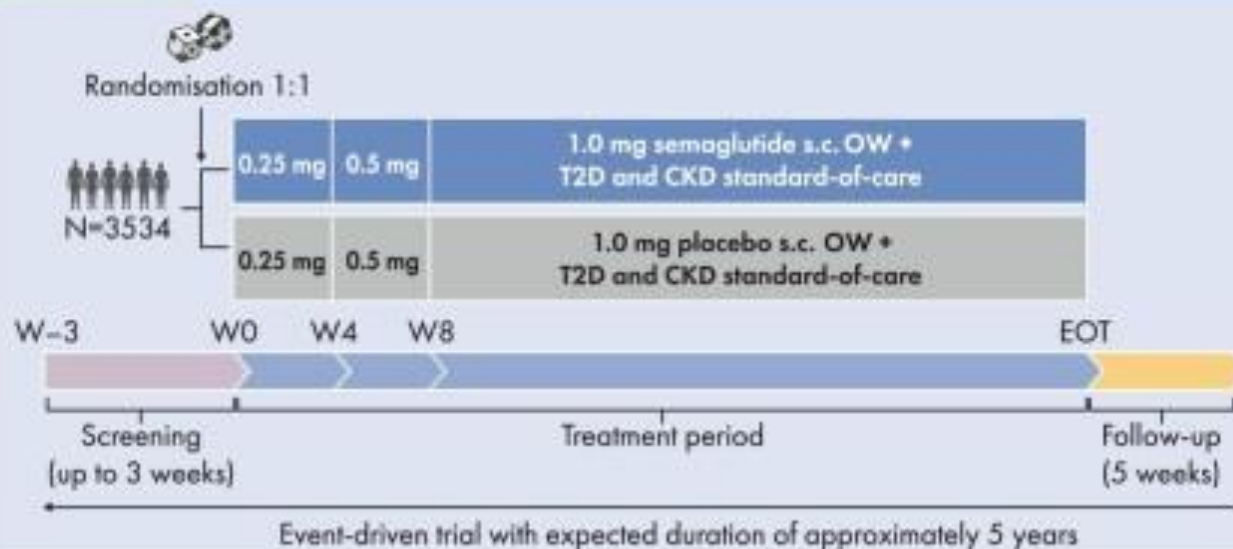 Randomisation 1:1
N=3534
0.25 mg
0.5 mg
1.0 mg semaglutide s.c. OW +
T2D and CKD standard-of-care
0.25 mg
0.5 mg
1.0 mg placebo s.c. OW +
T2D and CKD standard-of-care
W–3
W0
W4
W8
EOT
Screening
(up to 3 weeks)
Treatment period
Follow-up
(5 weeks)
Event-driven trial with expected duration of approximately 5 years